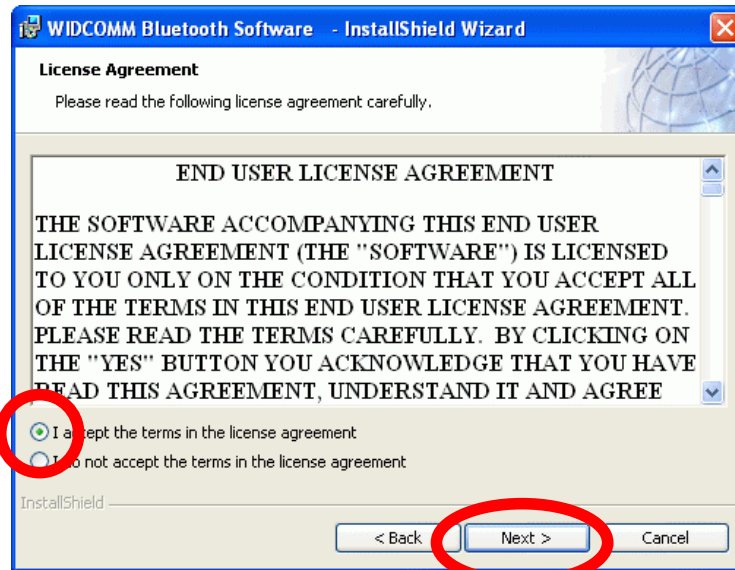 WIDCOMM Bluetooth Software - InstallShield Wizard
License Agreement
Please read the following license agreement carefully.
END USER LICENSE AGREEMENT
THE SOFTWARE ACCOMPANYING THIS END USER
LICENSE AGREEMENT (THE "SOFTWARE") IS LICENSED
TO YOU ONLY ON THE CONDITION THAT YOU ACCEPT ALL
OF THE TERMS IN THIS END USER LICENSE AGREEMENT.
PLEASE READ THE TERMS CAREFULLY. BY CLICKING ON
THE "YES" BUTTON YOU ACKNOWLEDGE THAT YOU HAVE
READ THIS AGREEMENT, UNDERSTAND IT AND AGREE
I accept the terms in the license agreement
I do not accept the terms in the license agreement
InstallShield
< Back Next > Cancel